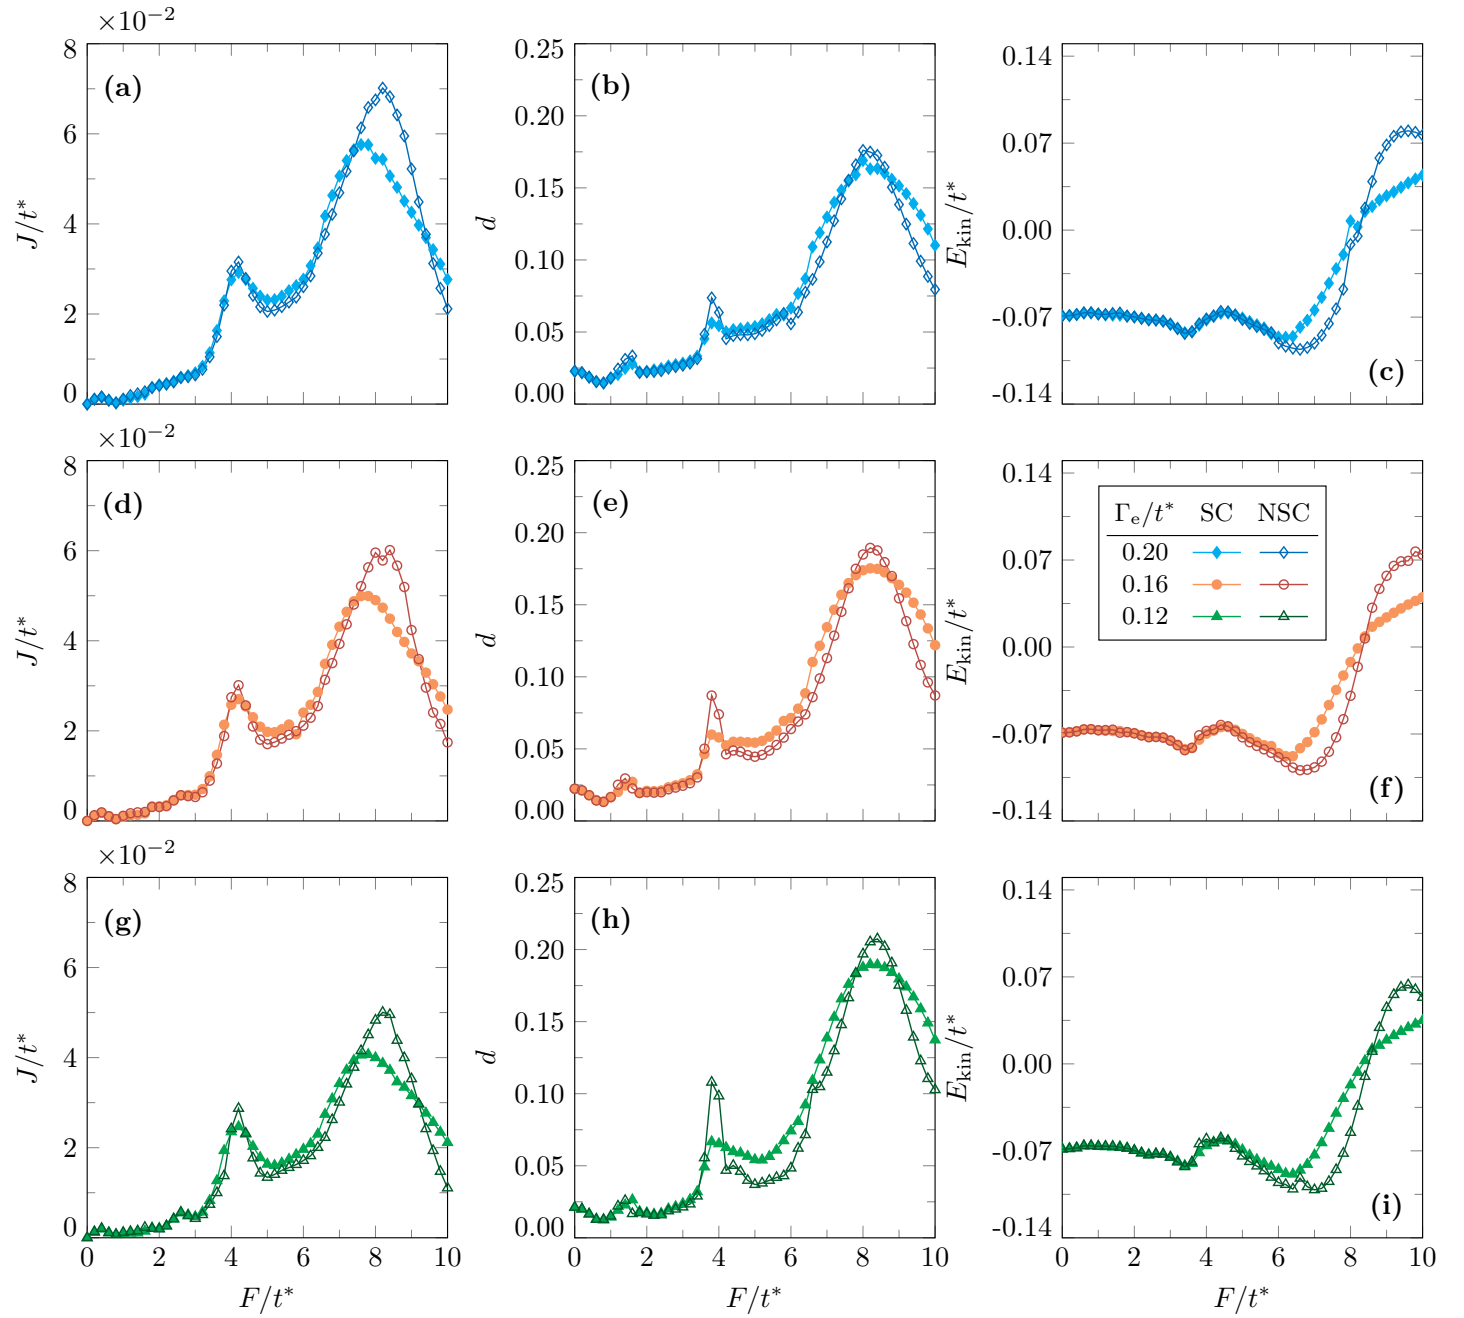 ×10−2
8
6
4
2
0
J/t*
(a)
0.25
0.20
0.15
0.10
0.05
0.00
d
(b)
0.14
0.07
0.00
-0.07
-0.14
Ekin/t*
(c)
×10−2
8
6
4
2
0
J/t*
(d)
0.25
0.20
0.15
0.10
0.05
0.00
d
(e)
0.14
0.07
0.00
-0.07
-0.14
Ekin/t*
Γe/t* SC NSC
0.20
0.16
0.12
(f)
×10−2
8
6
4
2
0
J/t*
(g)
0 2 4 6 8 10
F/t*
0.25
0.20
0.15
0.10
0.05
0.00
d
(h)
0 2 4 6 8 10
F/t*
0.14
0.07
0.00
-0.07
-0.14
Ekin/t*
(i)
0 2 4 6 8 10
F/t*